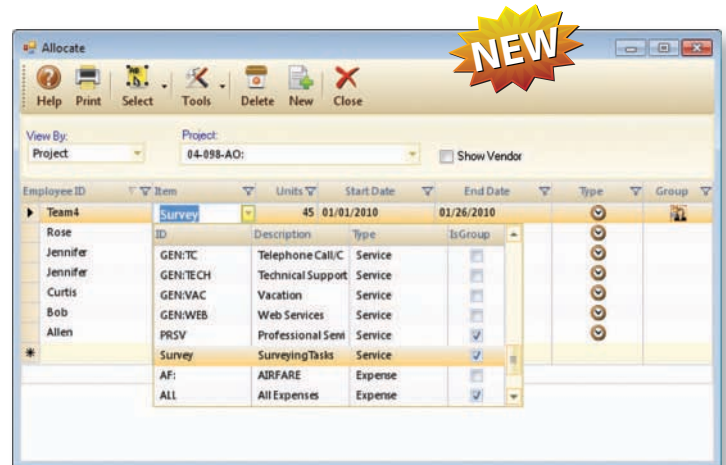 NEW
Allocate
Help Print Select Tools Delete New Close
View By: Project:
Project 04-098-AO: Show Vendor
Employee ID Item Units Start Date End Date Type Group
Team4 Survey 45 01/01/2010 01/26/2010
Rose ID Description Type IsGroup
Jennifer GEN:TC Telephone Call/C Service
Jennifer GEN:TECH Technical Support Service
Curtis GEN:VAC Vacation Service
Bob GEN:WEB Web Services Service
Allen PRSV Professional Servi Service
Survey SurveyingTasks Service
AF: AIRFARE Expense
ALL All Expenses Expense